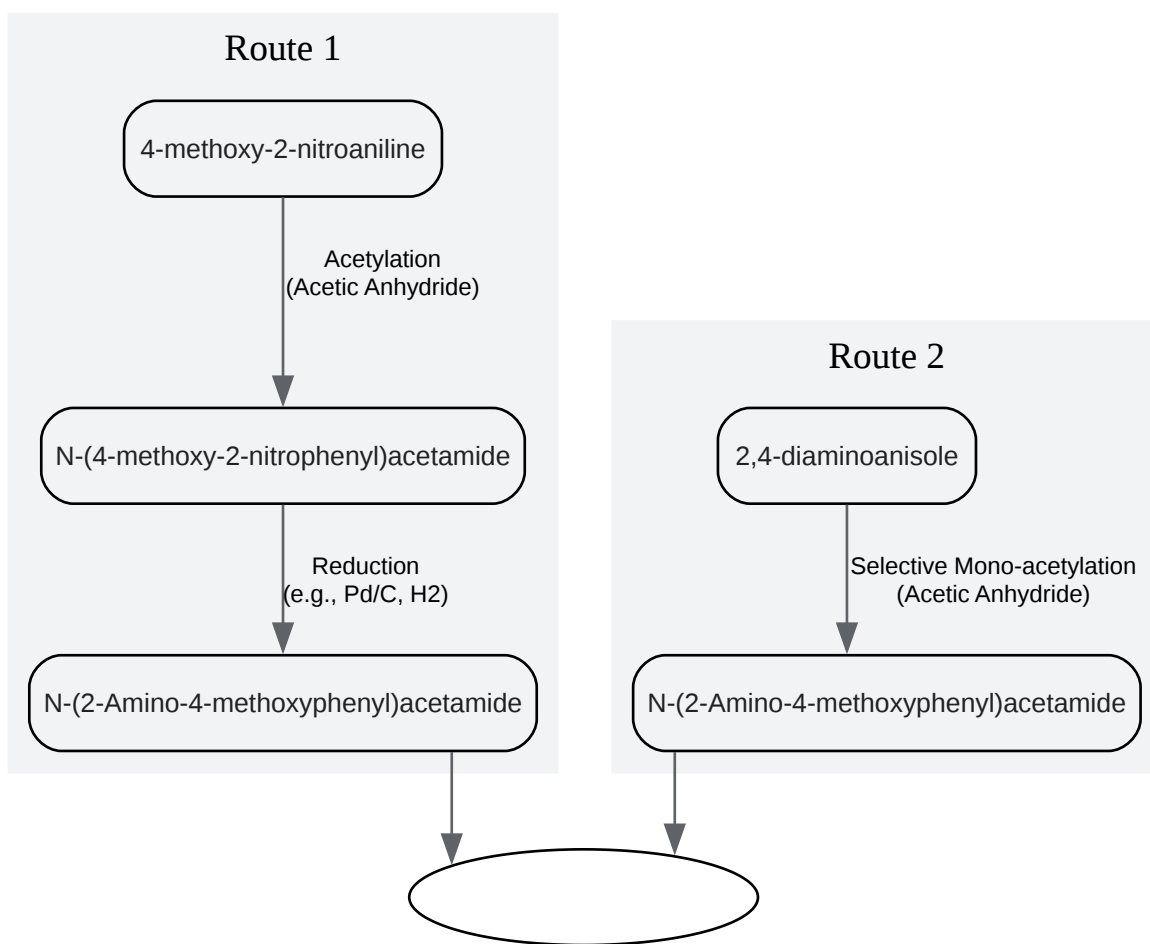 Route 1
4-methoxy-2-nitroaniline
Acetylation
(Acetic Anhydride)
N-(4-methoxy-2-nitrophenyl)acetamide
Reduction
(e.g., Pd/C, H2)
N-(2-Amino-4-methoxyphenyl)acetamide
Route 2
2,4-diaminoanisole
Selective Mono-acetylation
(Acetic Anhydride)
N-(2-Amino-4-methoxyphenyl)acetamide